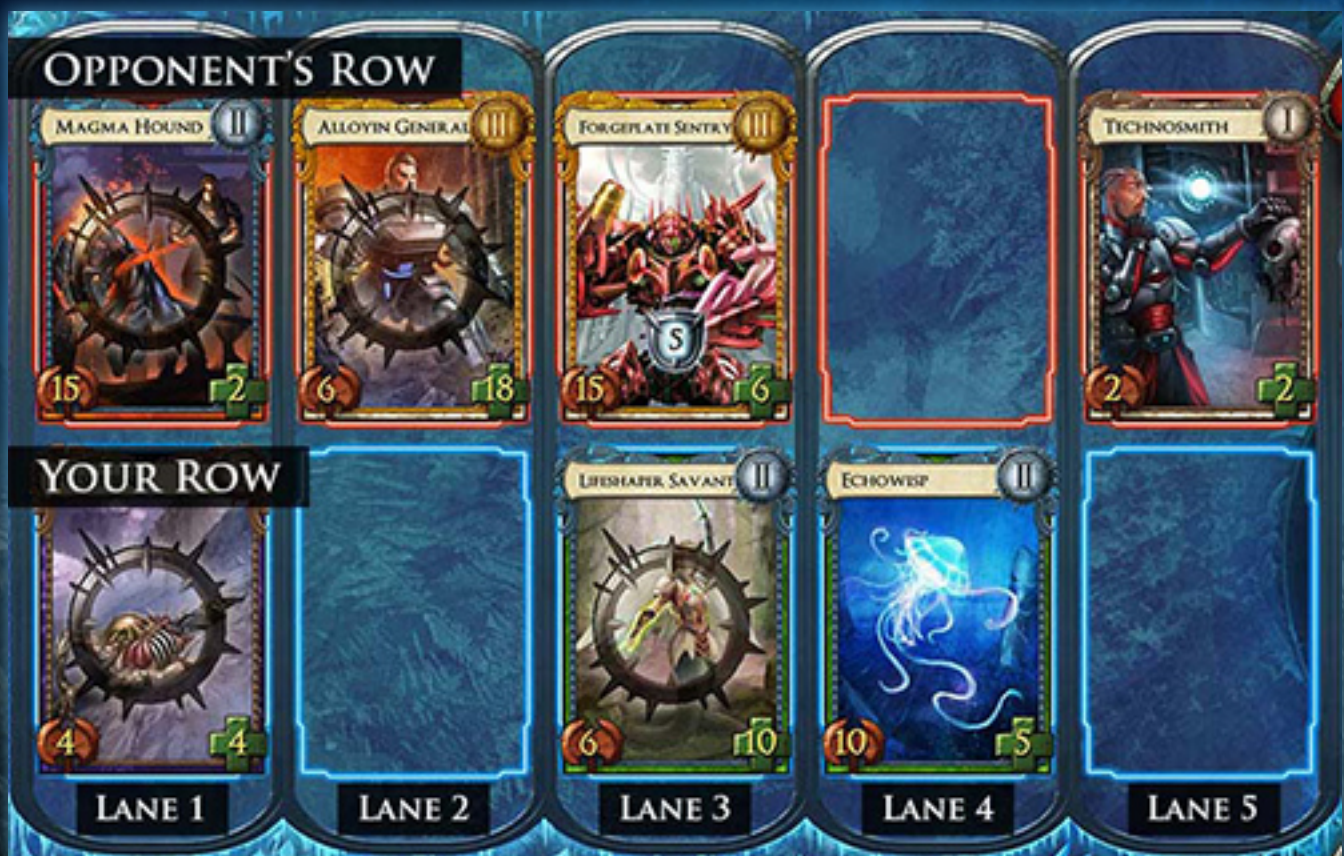 OPPONENT'S ROW
MAGMA HOUND II
ALLOYIN GENERAL III
FORGEPLATE SENTRY III
TECHNOSMITH I
S
15 2
6 18
15 6
2 2
YOUR ROW
LIFESHAPER SAVANT II
ECHOWISP II
4 4
6 10
10 5
LANE 1
LANE 2
LANE 3
LANE 4
LANE 5